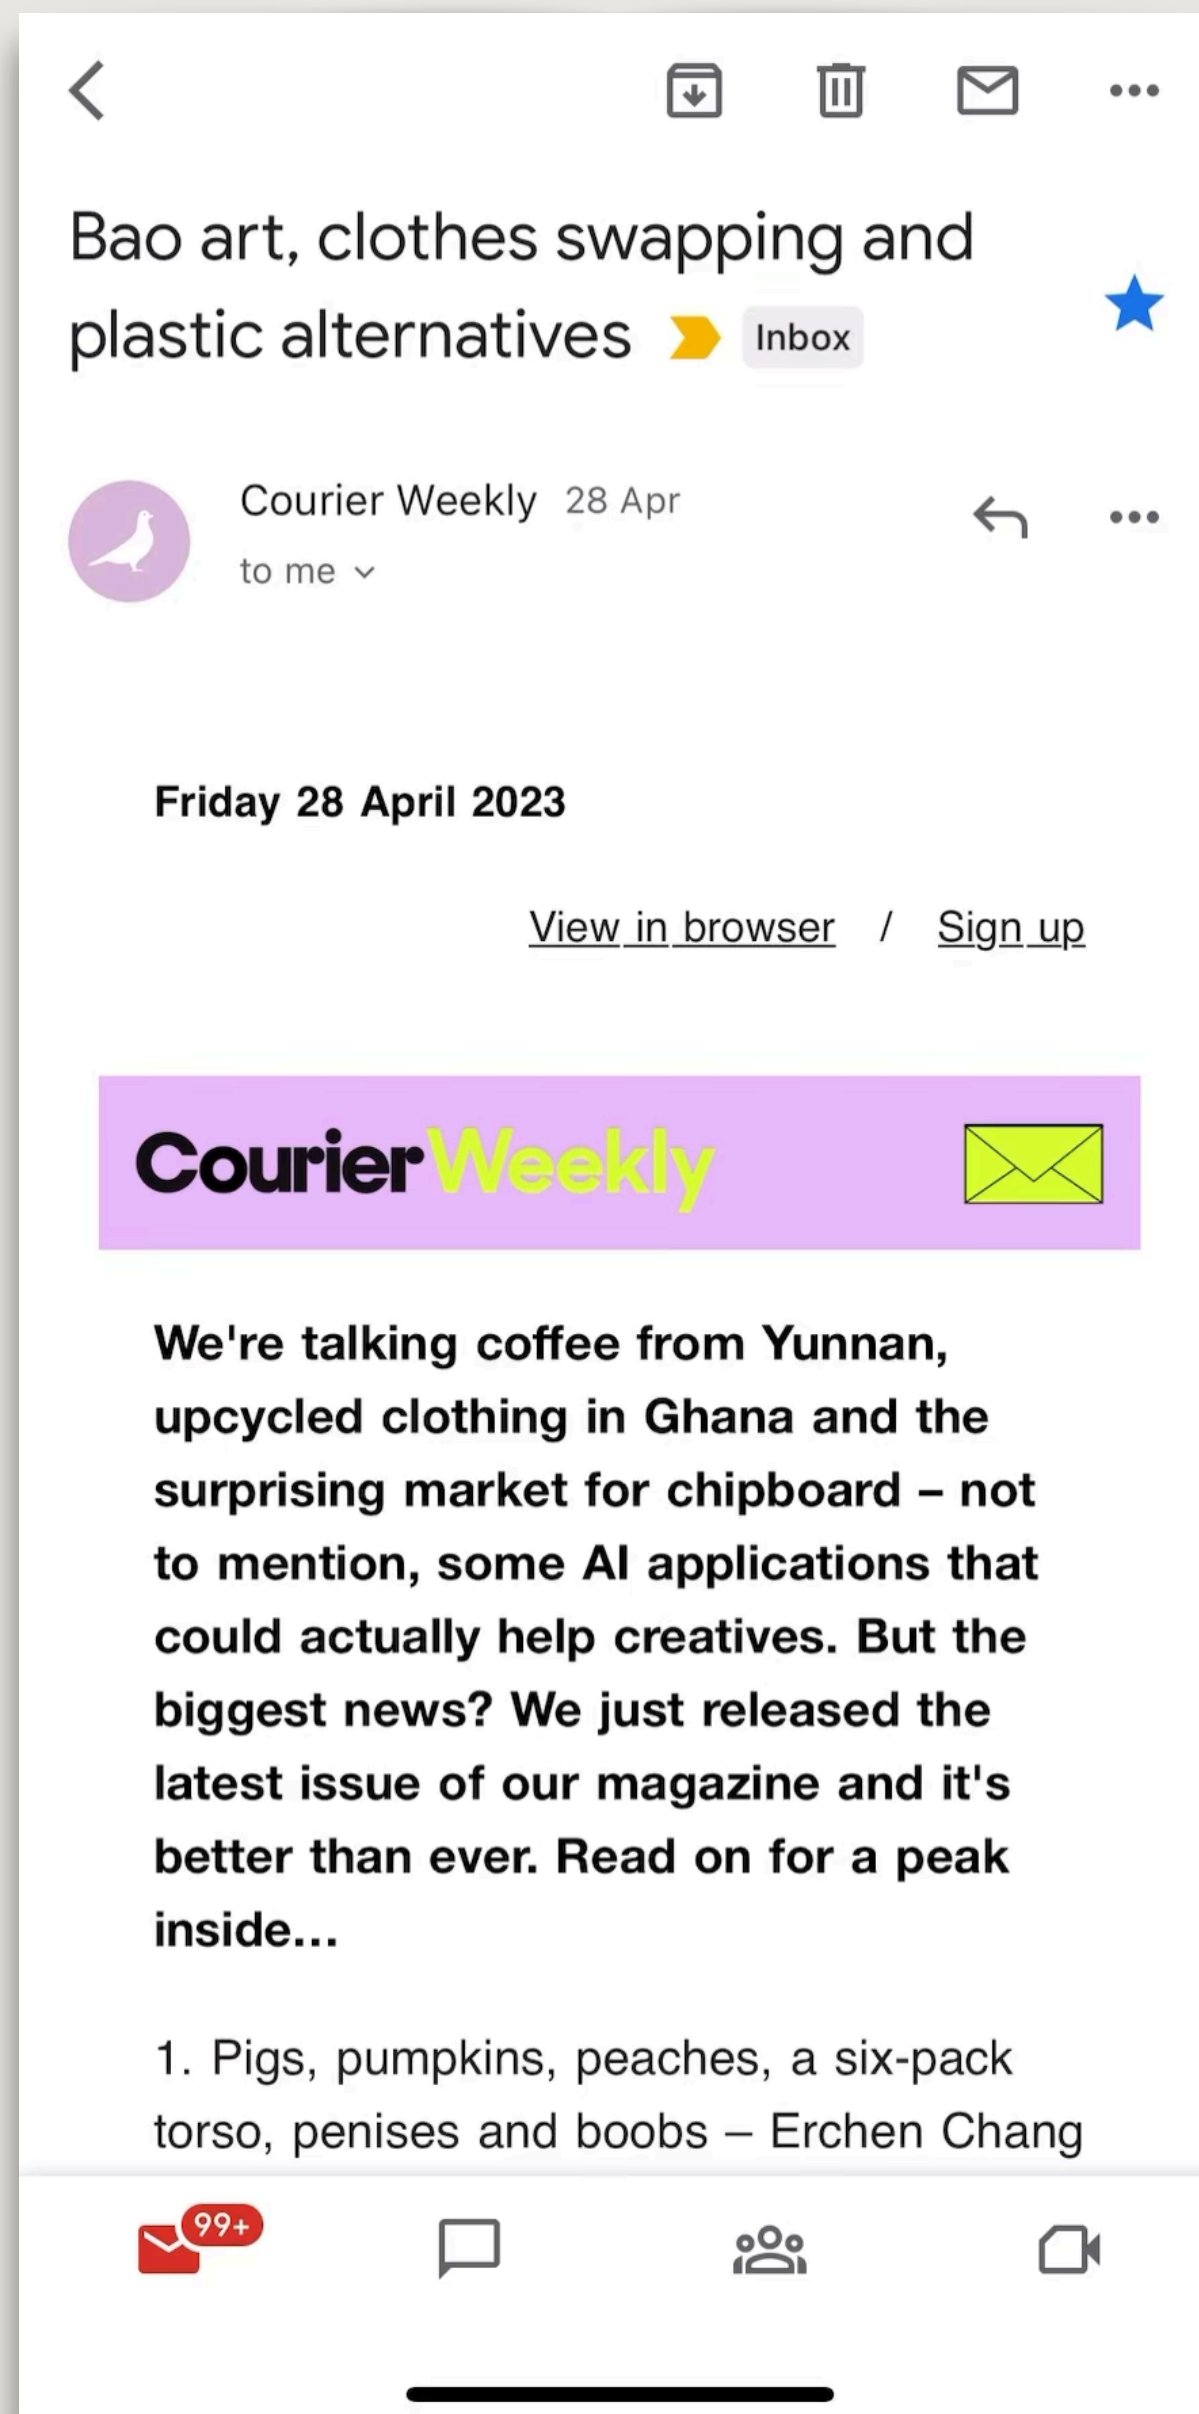 Bao art, clothes swapping and
plastic alternatives Inbox
Courier Weekly 28 Apr
to me
Friday 28 April 2023
View in browser / Sign up
CourierWeekly
We're talking coffee from Yunnan,
upcycled clothing in Ghana and the
surprising market for chipboard – not
to mention, some AI applications that
could actually help creatives. But the
biggest news? We just released the
latest issue of our magazine and it's
better than ever. Read on for a peak
inside...
1. Pigs, pumpkins, peaches, a six-pack
torso, penises and boobs – Erchen Chang
99+